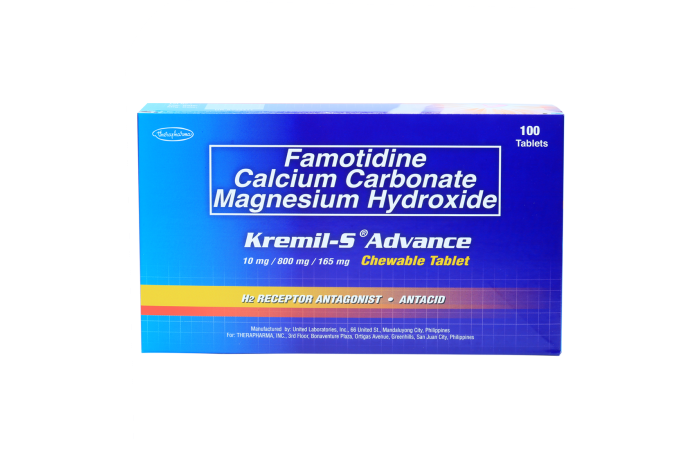 Therapharma
100
Tablets
Famotidine
Calcium Carbonate
Magnesium Hydroxide
Kremil-S® Advance
10 mg / 800 mg / 165 mg Chewable Tablet
H2 RECEPTOR ANTAGONIST • ANTACID
Manufactured by: United Laboratories, Inc., 66 United St., Mandaluyong City, Philippines
For: THERAPHARMA, INC., 3rd Floor, Bonaventure Plaza, Ortigas Avenue, Greenhills, San Juan City, Philippines